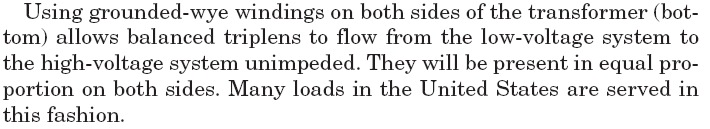 Using grounded-wye windings on both sides of the transformer (bot-
tom) allows balanced triplens to flow from the low-voltage system to
the high-voltage system unimpeded. They will be present in equal pro-
portion on both sides. Many loads in the United States are served in
this fashion.